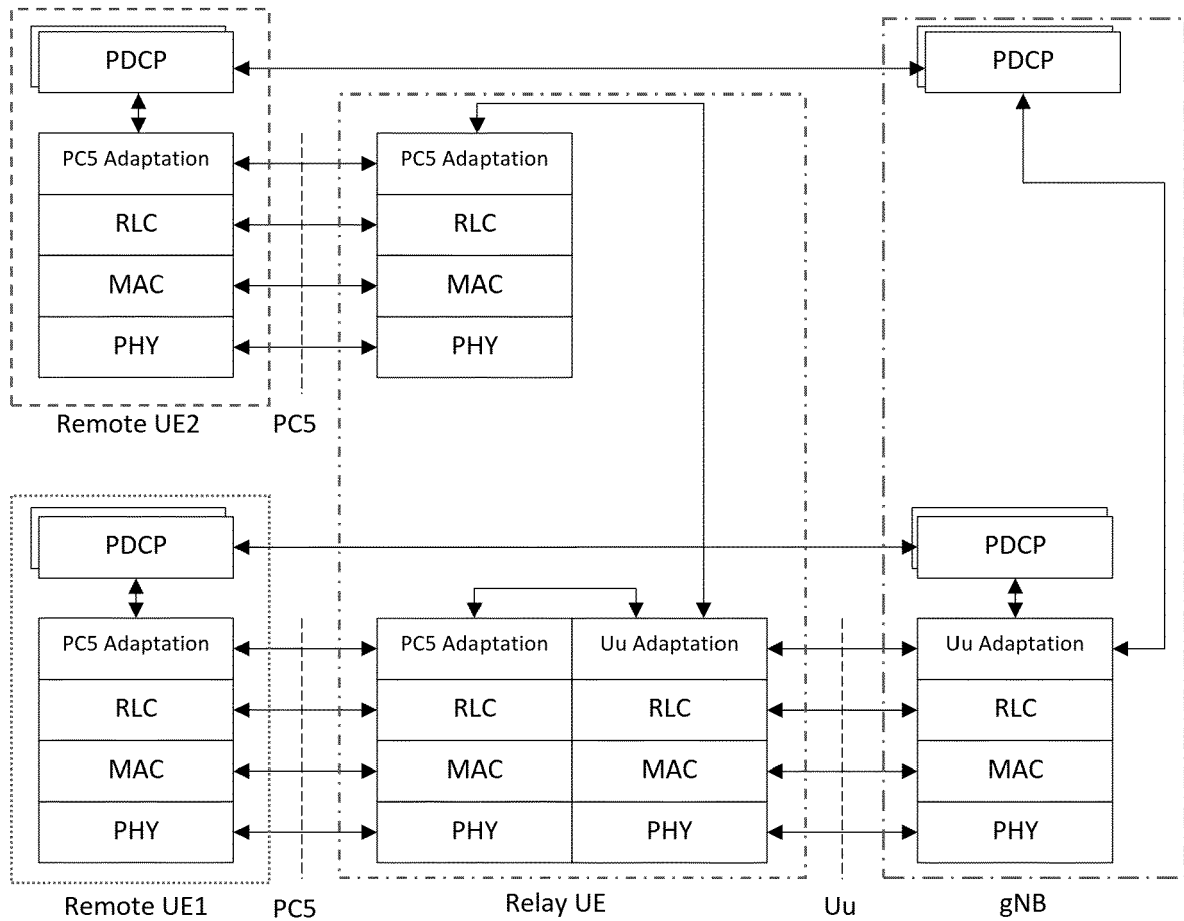 PDCP
PDCP
PC5 Adaptation
PC5 Adaptation
RLC
RLC
MAC
MAC
PHY
PHY
Remote UE2
PC5
PDCP
PDCP
PC5 Adaptation
PC5 Adaptation
Uu Adaptation
Uu Adaptation
RLC
RLC
RLC
RLC
MAC
MAC
MAC
MAC
PHY
PHY
PHY
PHY
Remote UE1
PC5
Relay UE
Uu
gNB